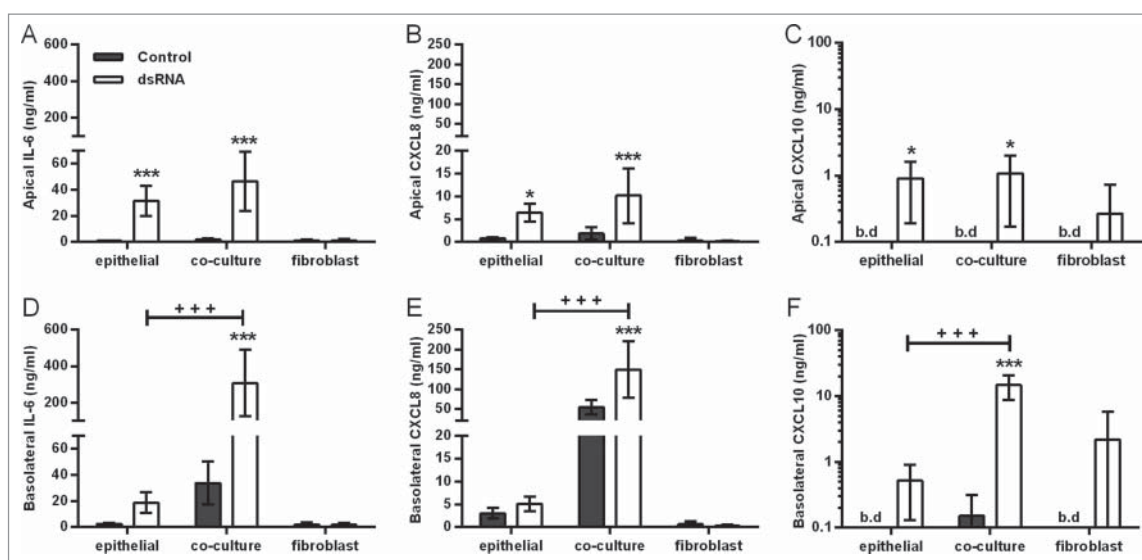 A
Apical IL-6 (ng/ml)
600
400
200
80
60
40
20
0
Control
dsRNA
***
***
epithelial co-culture fibroblast
B
Apical CXCL8 (ng/ml)
250
200
150
100
50
20
15
10
5
0
*
***
epithelial co-culture fibroblast
C
Apical CXCL10 (ng/ml)
100
10
1
0.1
*
*
b.d b.d b.d
epithelial co-culture fibroblast
D
Basolateral IL-6 (ng/ml)
600
400
200
80
60
40
20
0
+ + +
***
epithelial co-culture fibroblast
E
Basolateral CXCL8 (ng/ml)
250
200
150
100
50
20
15
10
5
0
+ + +
***
epithelial co-culture fibroblast
F
Basolateral CXCL10 (ng/ml)
100
10
1
0.1
+ + +
***
b.d b.d
epithelial co-culture fibroblast